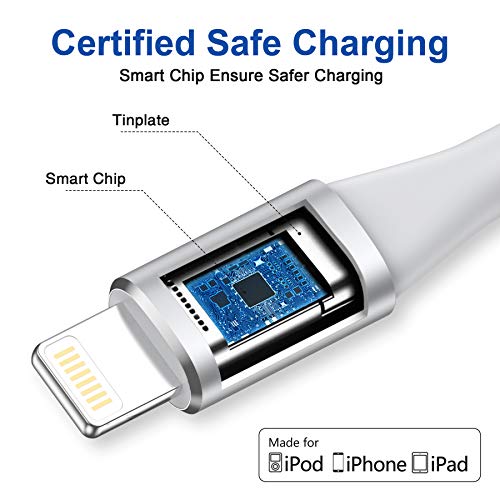 Certified Safe Charging
Smart Chip Ensure Safer Charging
Tinplate
Smart Chip
Made for
iPod iPhone iPad